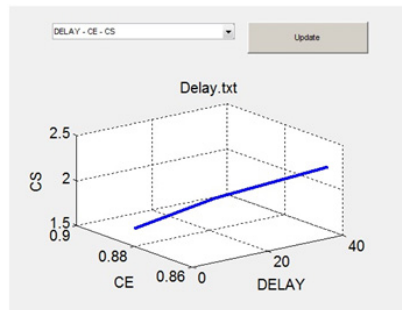 DELAY - CE - CS
Update
Delay.txt
2.5
2
1.5
CS
0.9
0.88
0.86
CE
0
20
40
DELAY